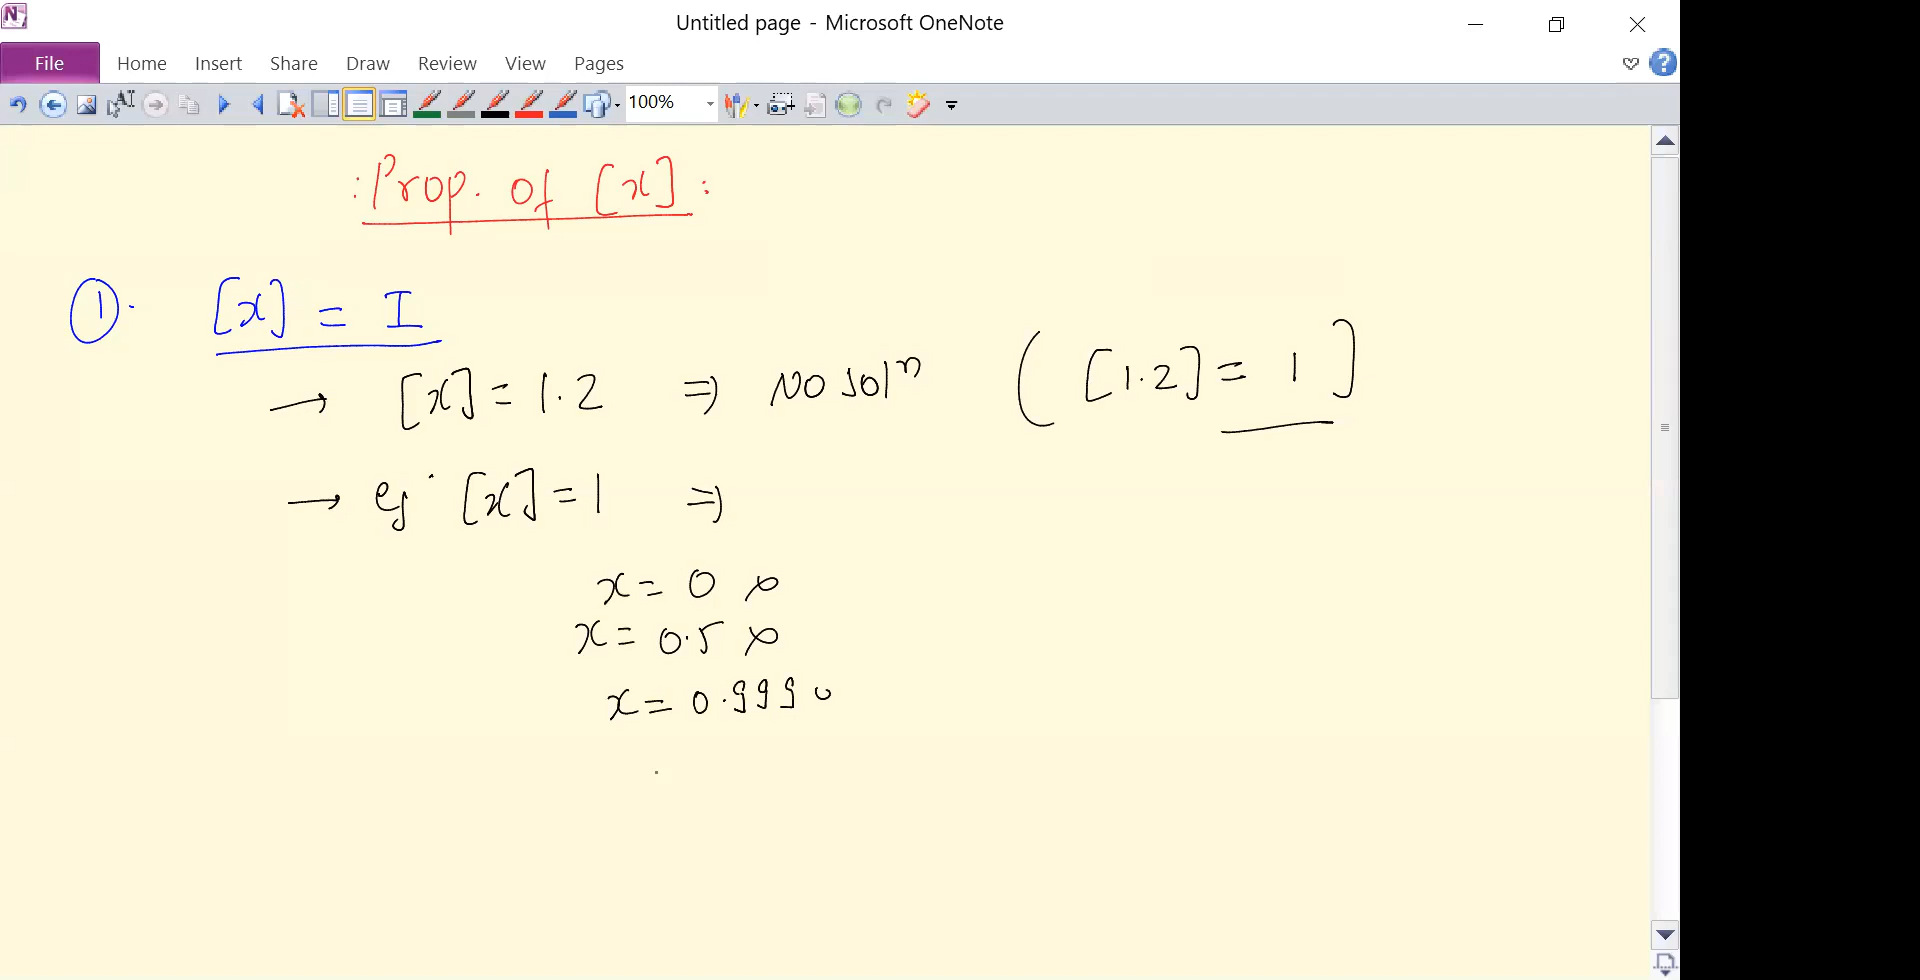 Untitled page - Microsoft OneNote
File Home Insert Share Draw Review View Pages
100%
: Prop. of [x] :
①. [x] = I
→ [x] = 1.2 ⇒ No solⁿ ( [1.2] = 1 ]
→ eg. [x] = 1 ⇒
x = 0 ×
x = 0.5 ×
x = 0.999